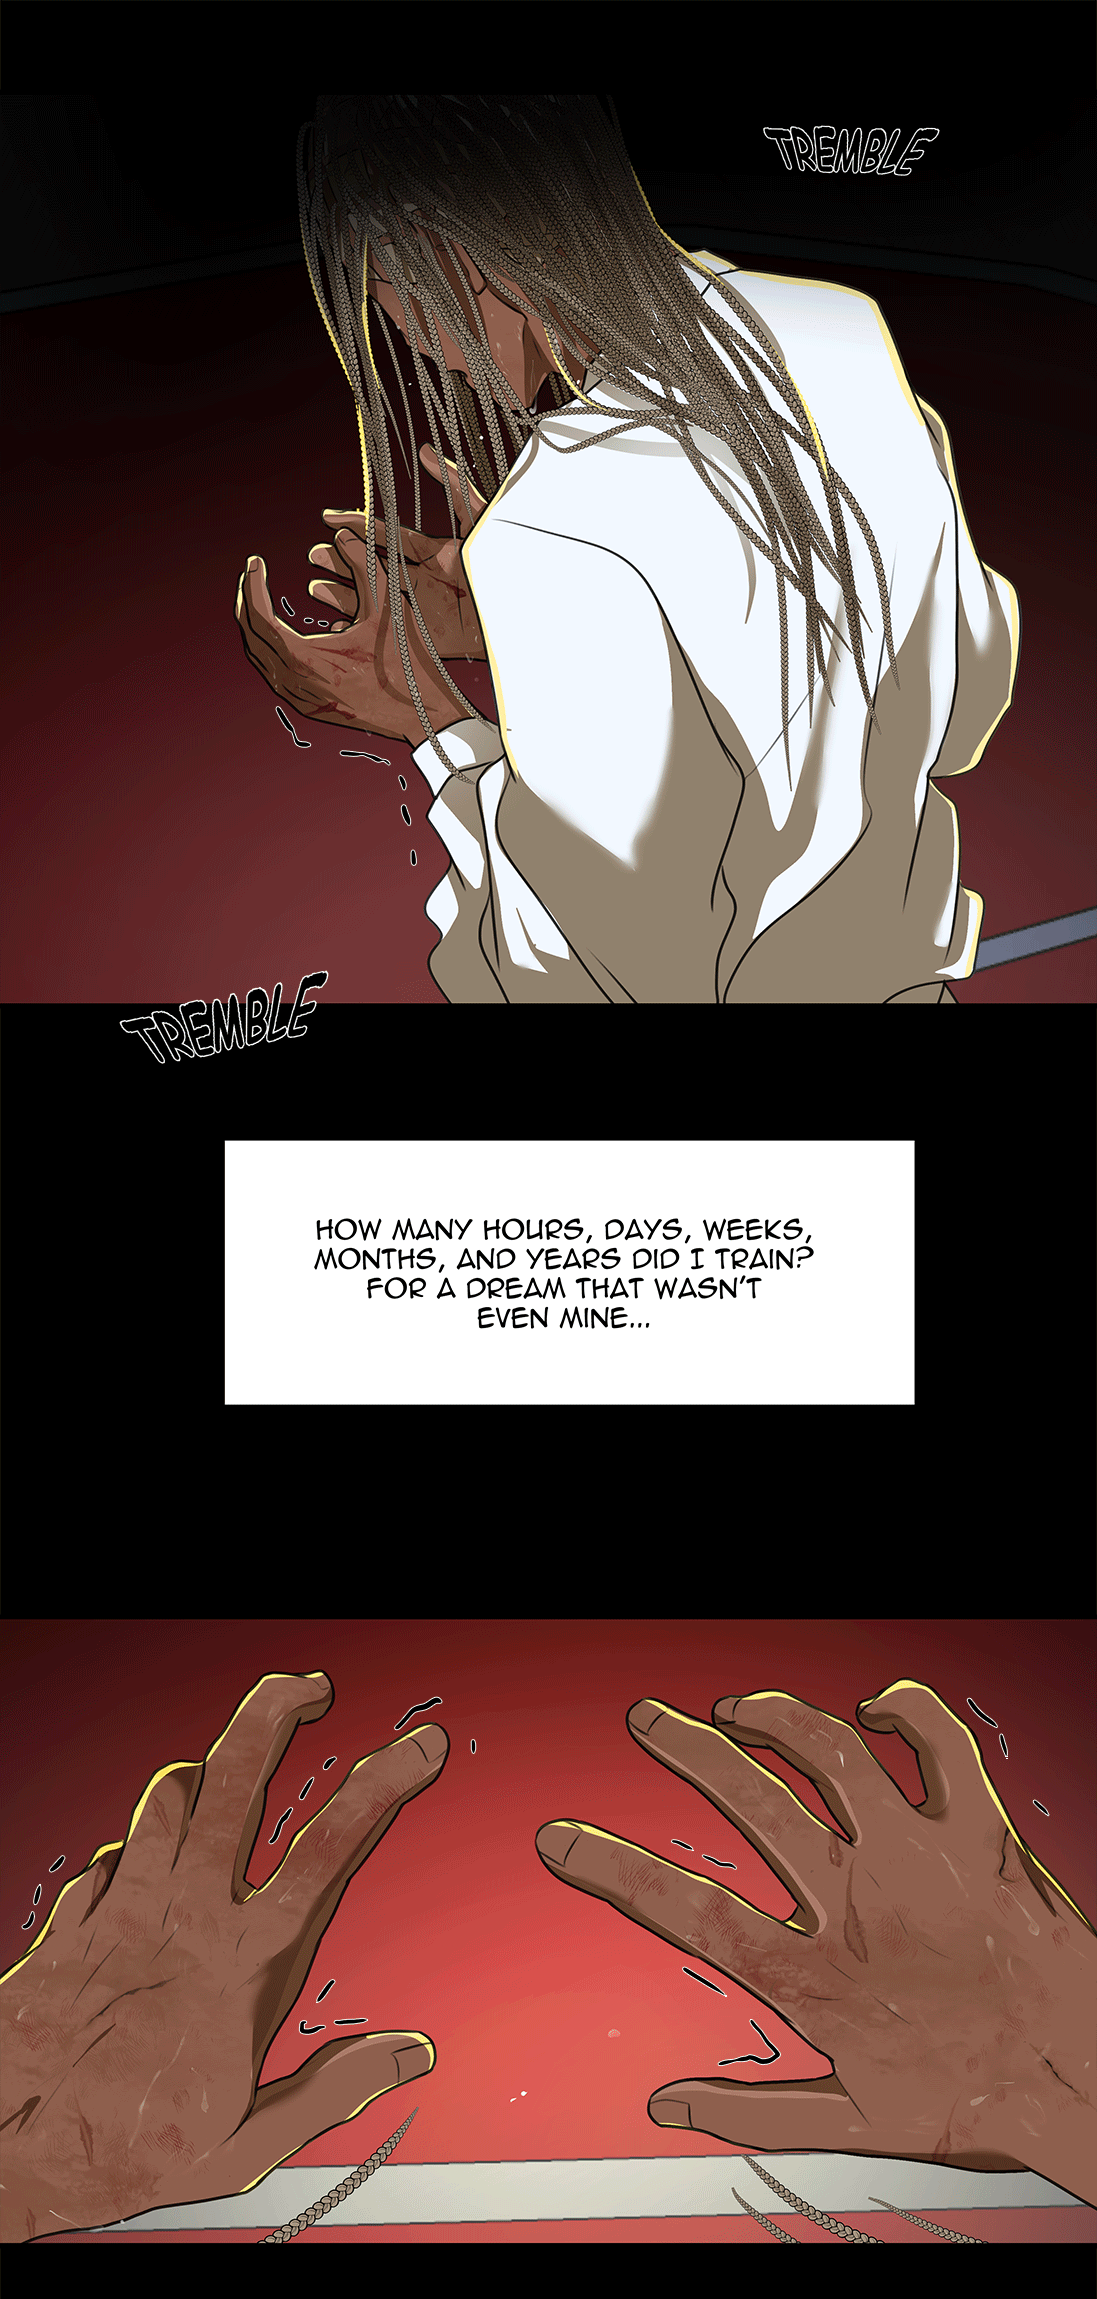 TREMBLE
TREMBLE
HOW MANY HOURS, DAYS, WEEKS,
MONTHS, AND YEARS DID I TRAIN?
FOR A DREAM THAT WASN'T
EVEN MINE...